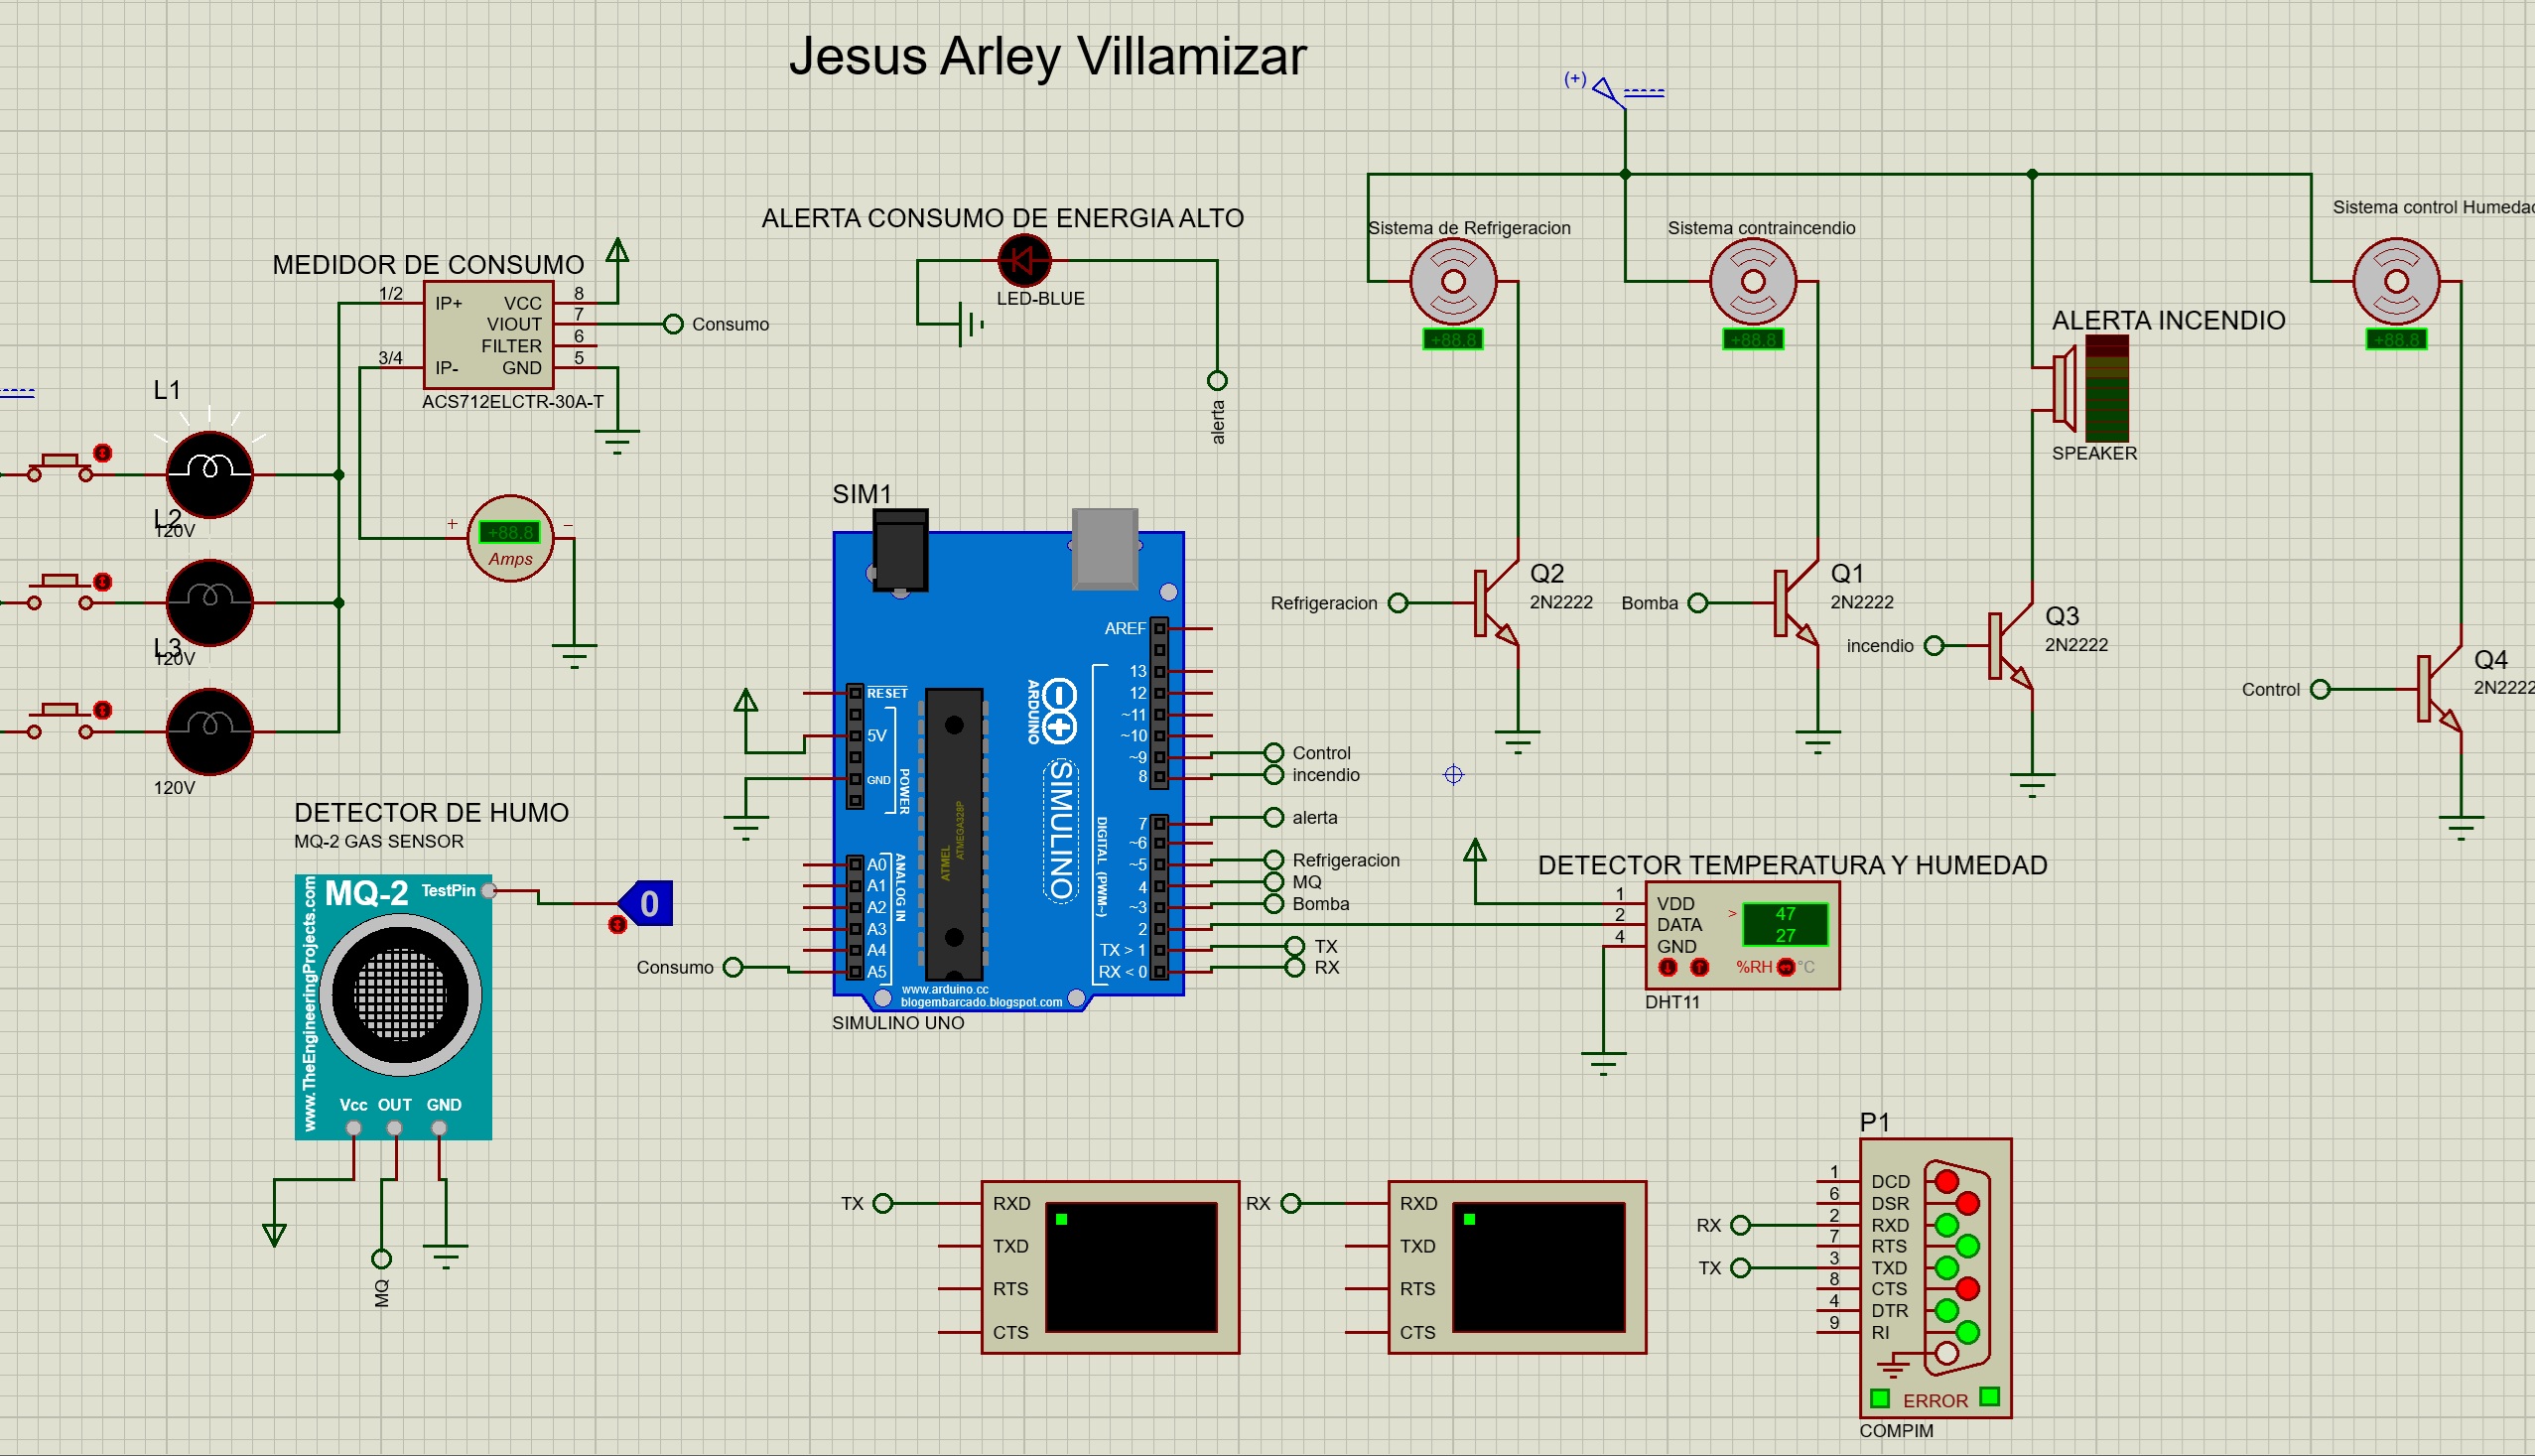 Jesus Arley Villamizar
(+)
ALERTA CONSUMO DE ENERGIA ALTO
LED-BLUE
alerta
MEDIDOR DE CONSUMO
1/2
3/4
IP+
IP-
VCC
VIOUT
FILTER
GND
8
7
6
5
Consumo
ACS712ELCTR-30A-T
L1
120V
L2
120V
L3
120V
+ −
+88.8
Amps
Sistema de Refrigeracion
+88.8
Sistema contraincendio
+88.8
ALERTA INCENDIO
SPEAKER
Sistema control Humedad
+88.8
Refrigeracion
Q2
2N2222
Bomba
Q1
2N2222
incendio
Q3
2N2222
Control
Q4
2N2222
SIM1
AREF
13
12
~11
~10
~9
8
7
~6
~5
4
~3
2
TX > 1
RX < 0
RESET
5V
GND
POWER
A0
A1
A2
A3
A4
A5
ANALOG IN
ATMEL
ATMEGA328P
ARDUINO
SIMULINO
DIGITAL (PWM~)
www.arduino.cc
blogembarcado.blogspot.com
SIMULINO UNO
Consumo
Control
incendio
alerta
Refrigeracion
MQ
Bomba
TX
RX
DETECTOR TEMPERATURA Y HUMEDAD
1
2
4
VDD
DATA
GND
>
47
27
%RH °C
DHT11
DETECTOR DE HUMO
MQ-2 GAS SENSOR
www.TheEngineeringProjects.com
MQ-2 TestPin
0
Vcc OUT GND
MQ
TX
RXD
TXD
RTS
CTS
RX
RXD
TXD
RTS
CTS
P1
RX
TX
1 DCD
6 DSR
2 RXD
7 RTS
3 TXD
8 CTS
4 DTR
9 RI
ERROR
COMPIM